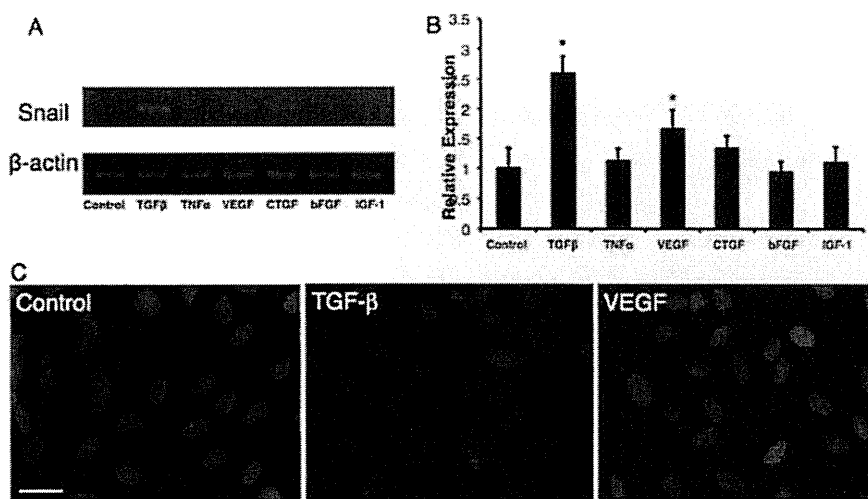 A
Snail
β-actin
Control TGFβ TNFα VEGF CTGF bFGF IGF-1
B
Relative Expression
3.5
3
2.5
2
1.5
1
0.5
0
* *
Control TGFβ TNFα VEGF CTGF bFGF IGF-1
C
Control TGF-β VEGF